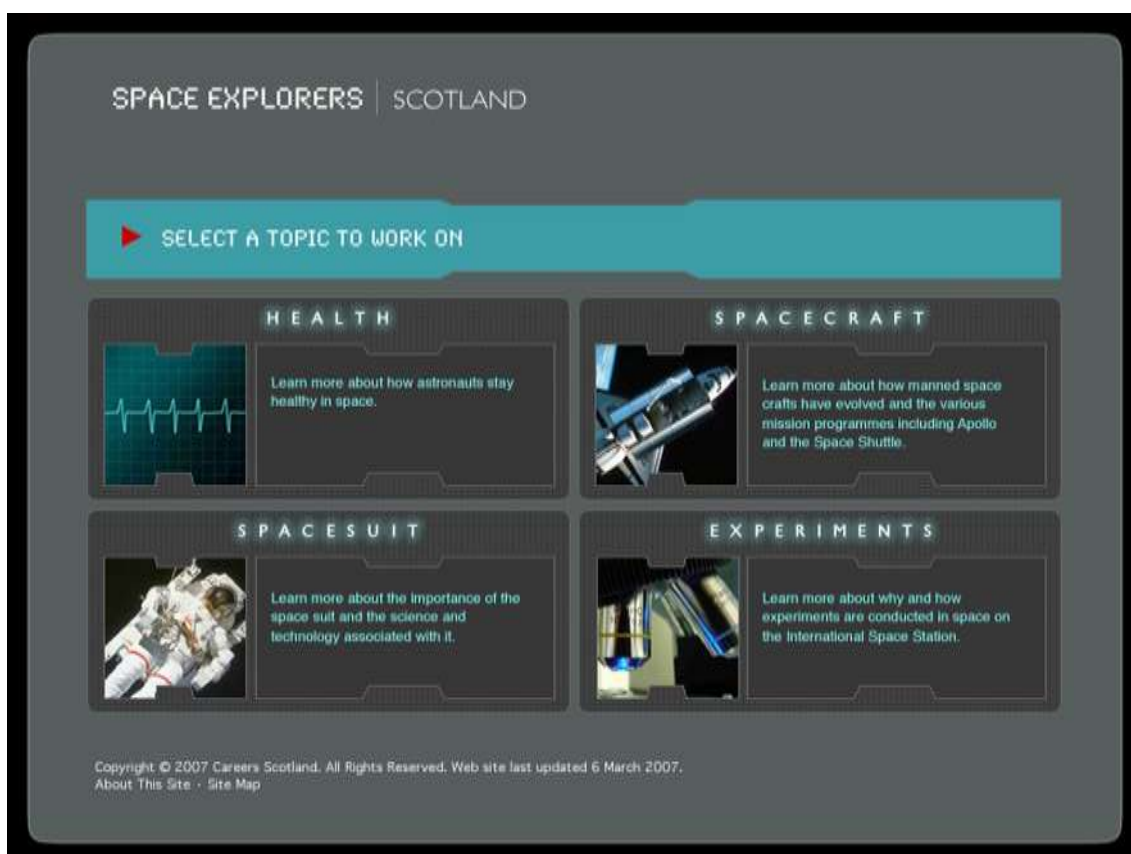 SPACE EXPLORERS | SCOTLAND
SELECT A TOPIC TO WORK ON
HEALTH
Learn more about how astronauts stay
healthy in space.
SPACECRAFT
Learn more about how manned space
crafts have evolved and the various
mission programmes including Apollo
and the Space Shuttle.
SPACESUIT
Learn more about the importance of the
space suit and the science and
technology associated with it.
EXPERIMENTS
Learn more about why and how
experiments are conducted in space on
the International Space Station.
Copyright © 2007 Careers Scotland. All Rights Reserved. Web site last updated 6 March 2007.
About This Site · Site Map